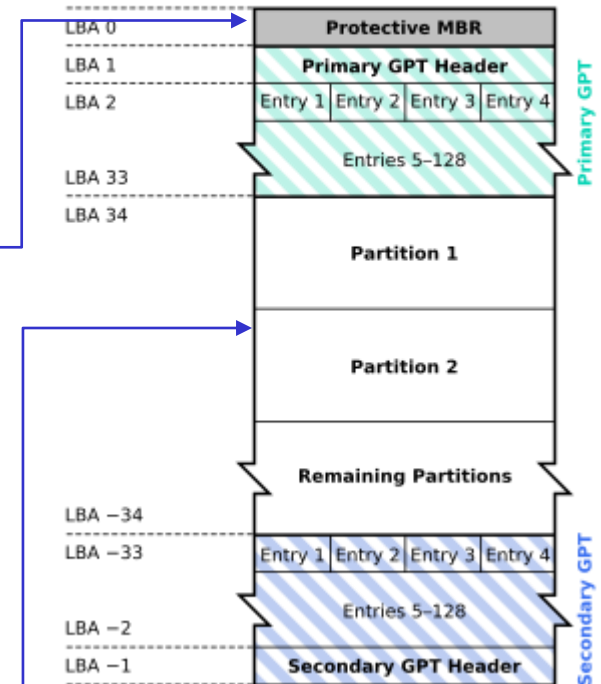 LBA 0
Protective MBR
LBA 1
Primary GPT Header
LBA 2
Entry 1 Entry 2 Entry 3 Entry 4
Entries 5–128
LBA 33
Primary GPT
LBA 34
Partition 1
Partition 2
Remaining Partitions
LBA −34
LBA −33
Entry 1 Entry 2 Entry 3 Entry 4
Entries 5–128
LBA −2
LBA −1
Secondary GPT Header
Secondary GPT